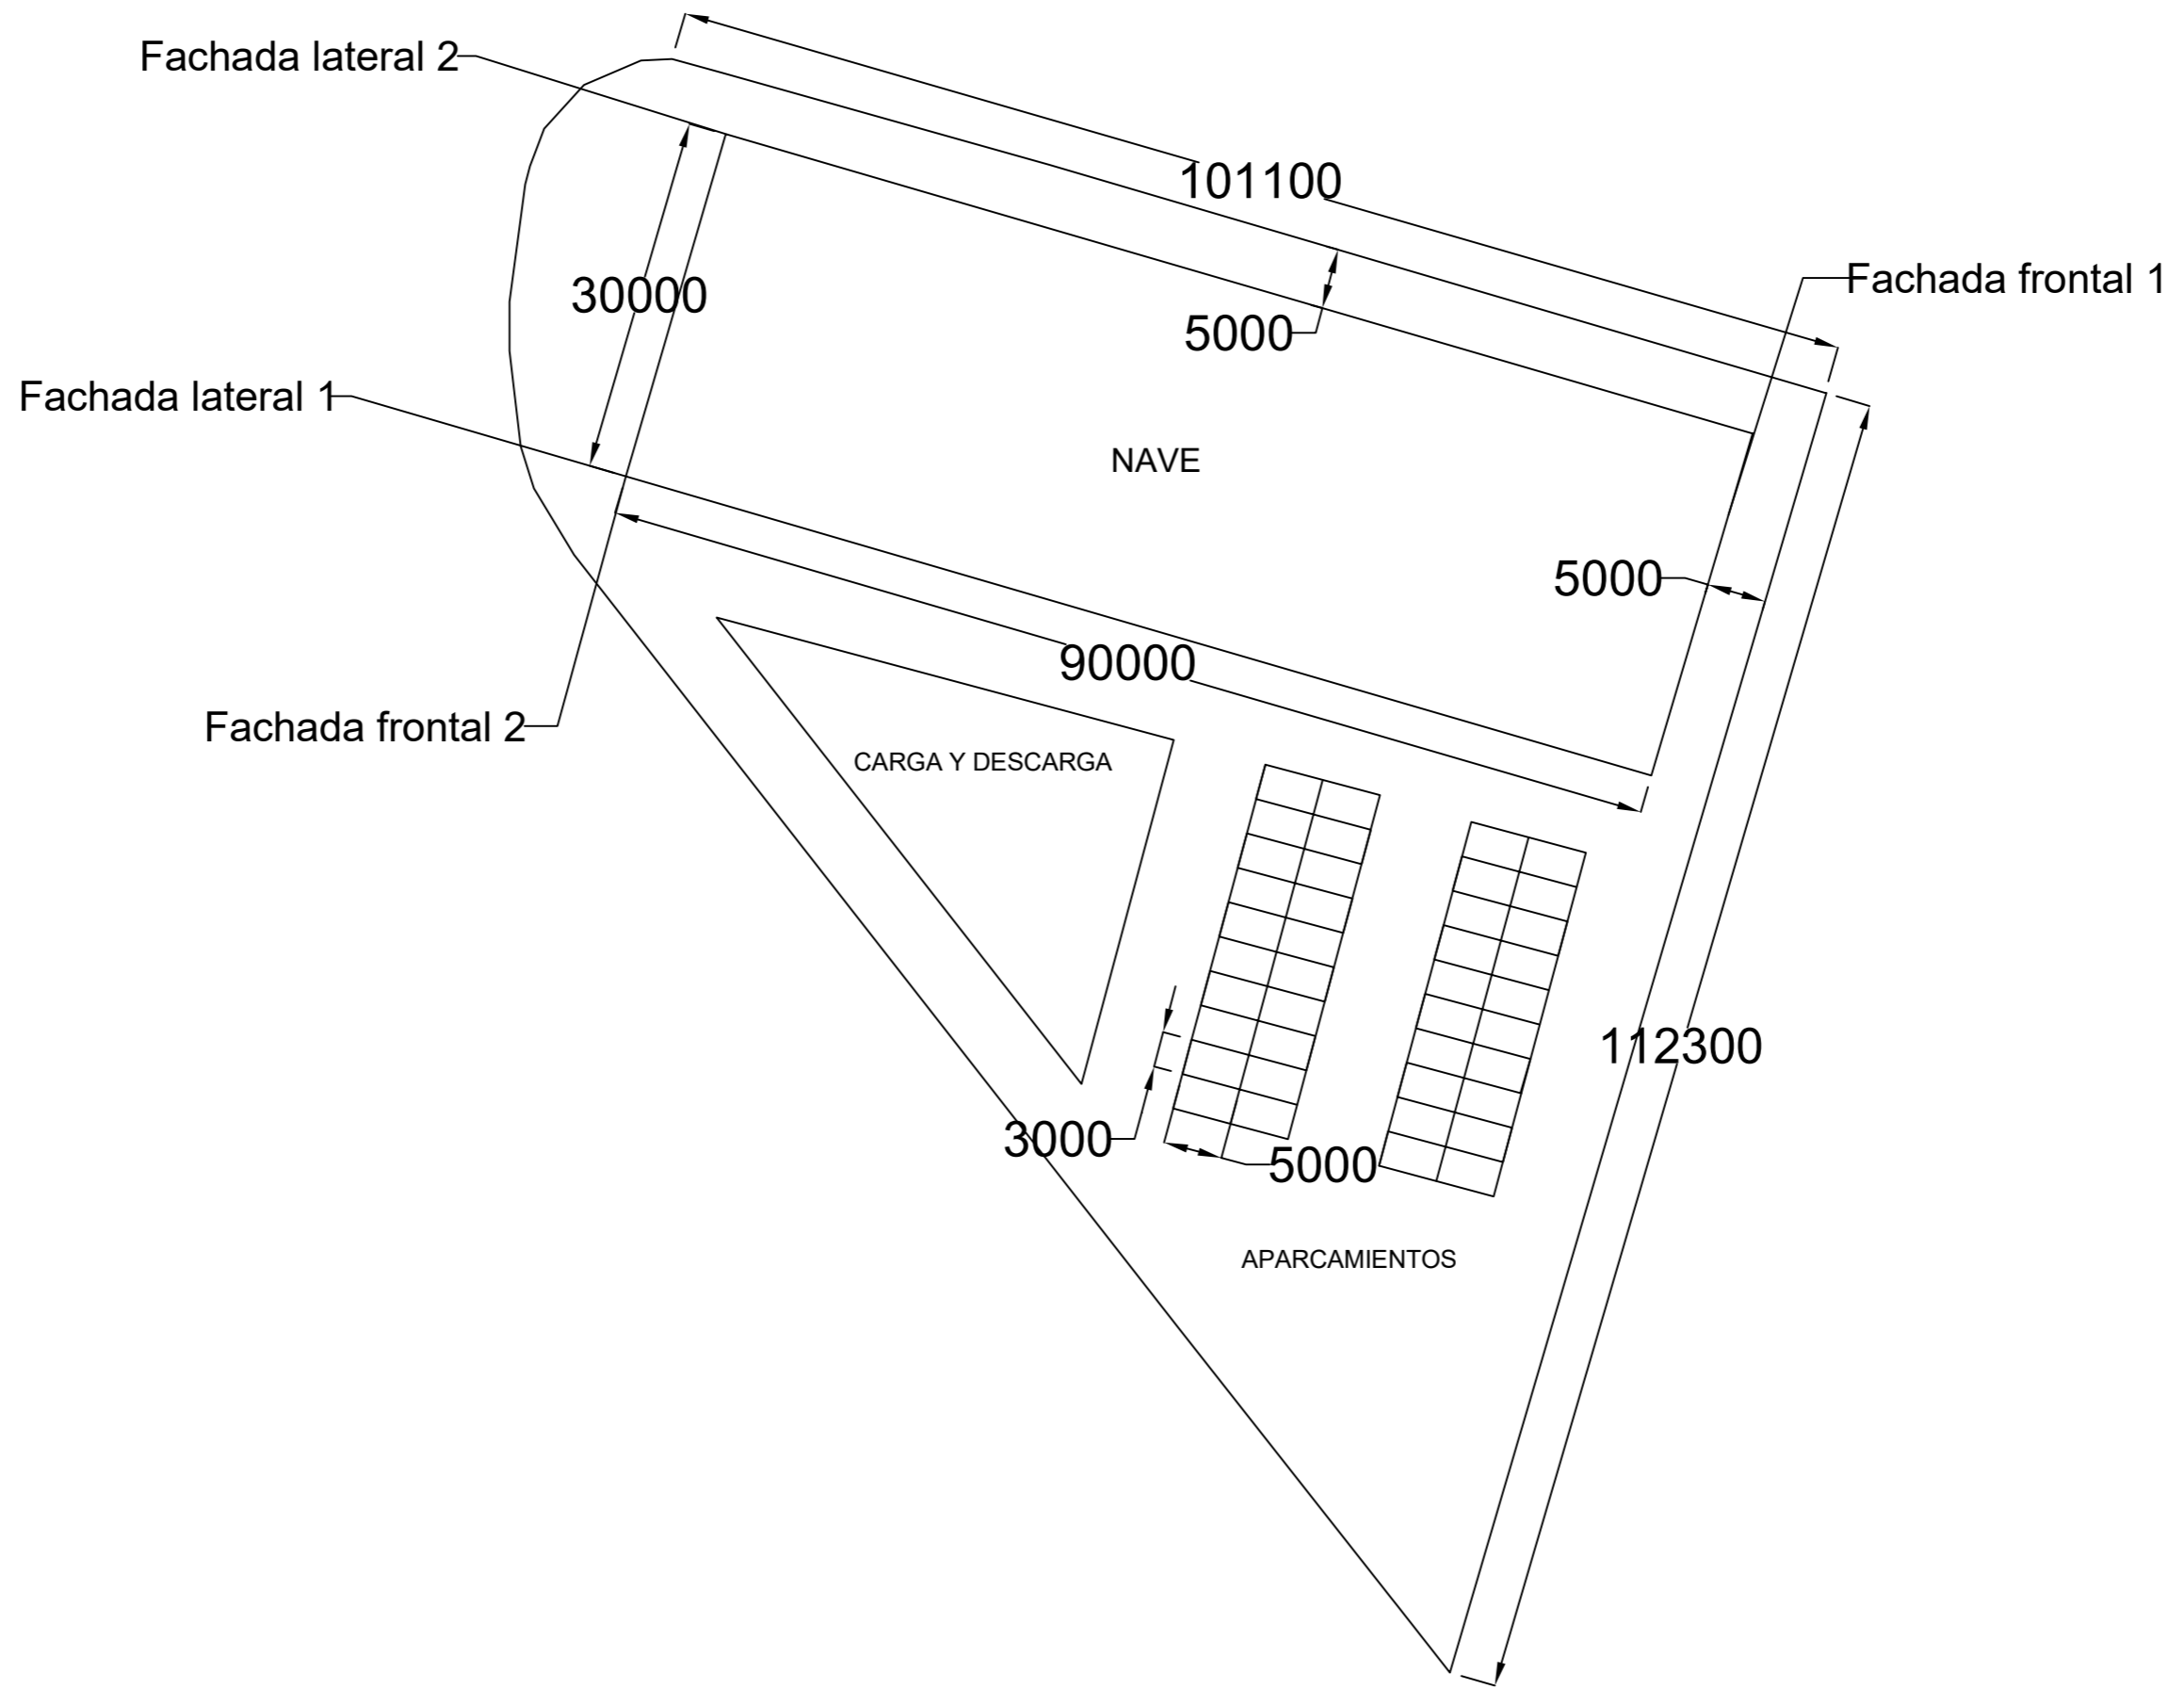 Fachada lateral 2
101100
Fachada frontal 1
30000
5000
Fachada lateral 1
NAVE
5000
90000
Fachada frontal 2
CARGA Y DESCARGA
112300
3000
5000
APARCAMIENTOS